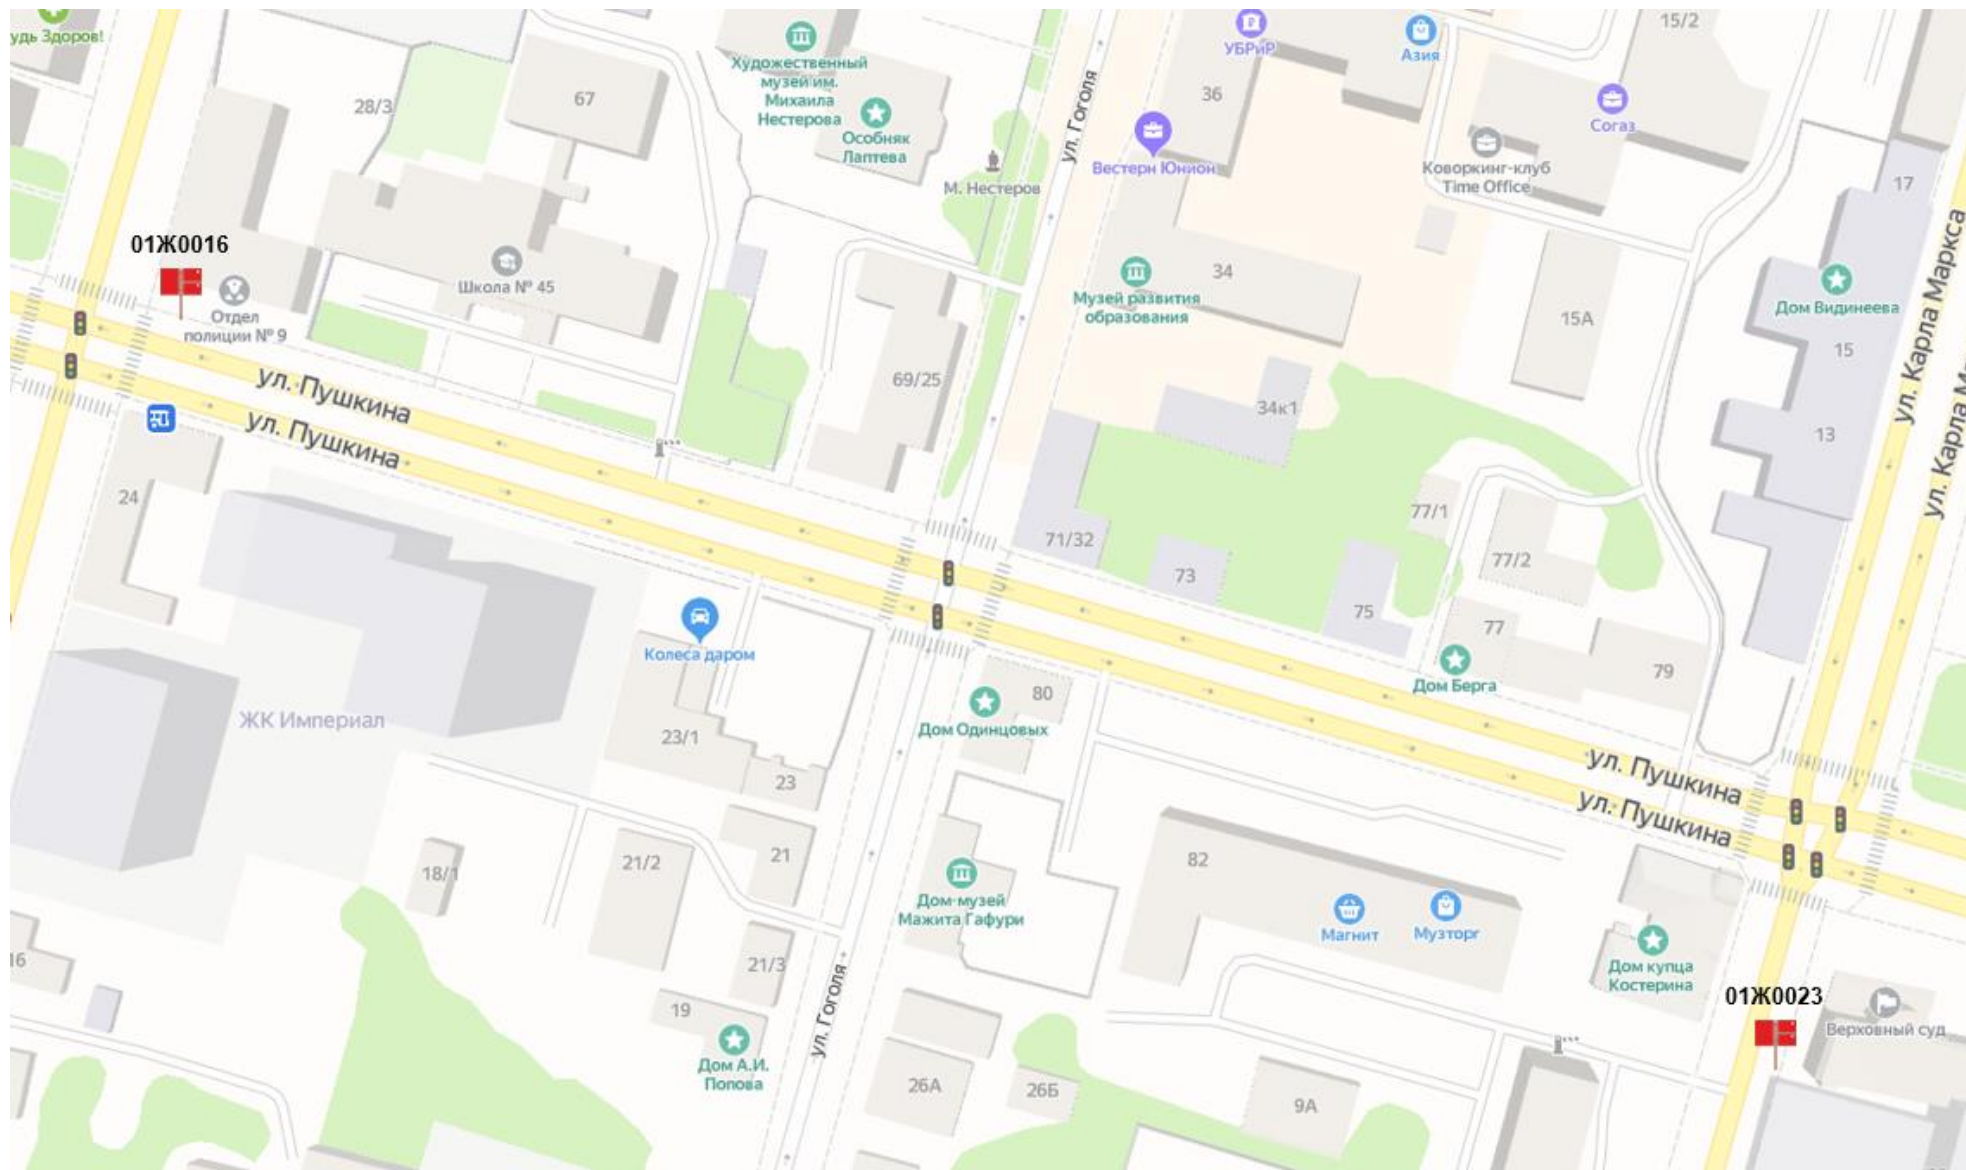 удь Здоров!
28/3
67
Художественный
музей им.
Михаила
Нестерова
Особняк
Лаптева
М. Нестеров
ул. Гоголя
УБРиР
36
Вестерн Юнион
Азия
15/2
Согаз
Коворкинг-клуб
Time Office
17
01Ж0016
Отдел
полиции № 9
Школа № 45
34
Музей развития
образования
15А
Дом Видинеева
15
ул. Карла Маркса
13
69/25
34к1
ул. Пушкина
ул. Пушкина
24
71/32
73
77/1
77/2
75
77
79
Дом Берга
Колеса даром
ЖК Империал
23/1
23
80
Дом Одинцовых
ул. Пушкина
ул. Пушкина
18/1
21/2
21
Дом-музей
Мажита Гафури
82
Магнит
Музторг
Дом купца
Костерина
16
21/3
19
Дом А.И.
Попова
ул. Гоголя
26А
26Б
9А
01Ж0023
Верховный суд